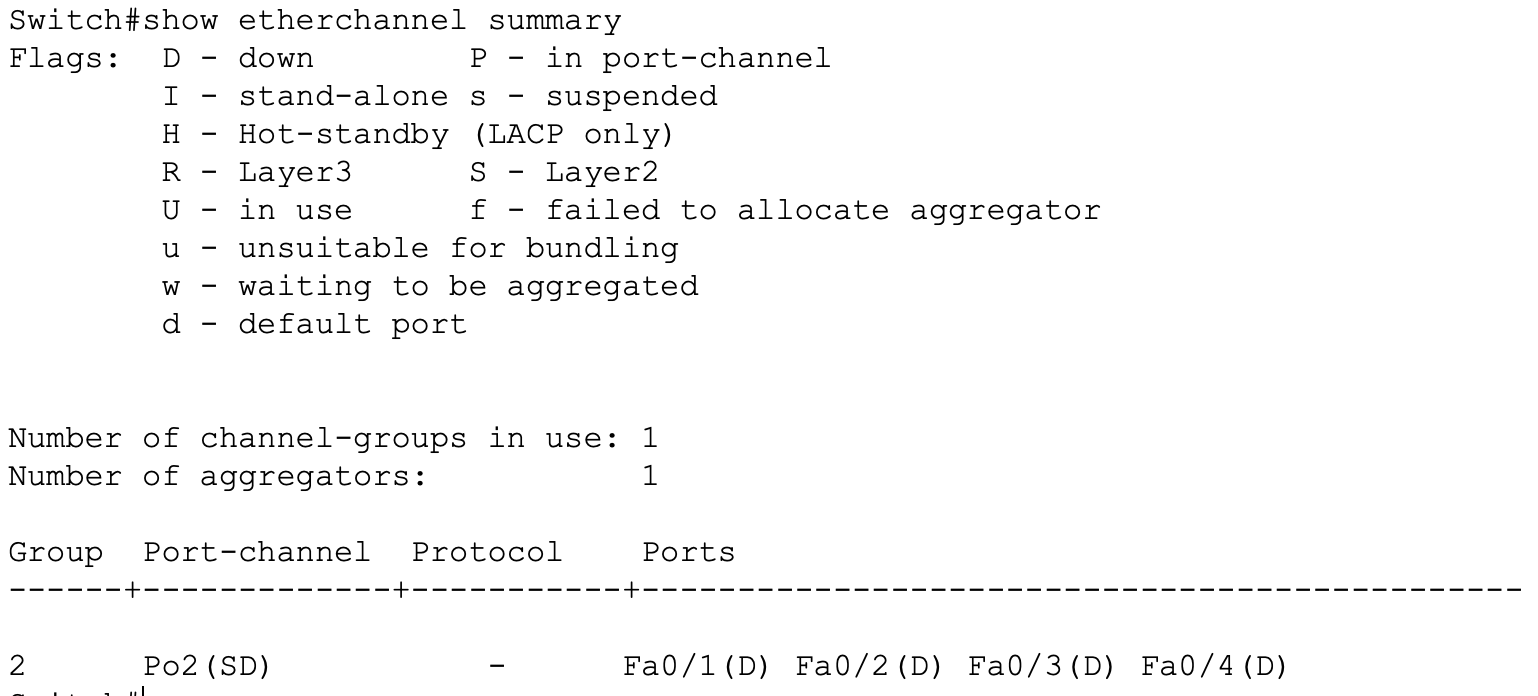 Switch#show etherchannel summary
Flags:  D - down        P - in port-channel
        I - stand-alone s - suspended
        H - Hot-standby (LACP only)
        R - Layer3      S - Layer2
        U - in use      f - failed to allocate aggregator
        u - unsuitable for bundling
        w - waiting to be aggregated
        d - default port
Number of channel-groups in use: 1
Number of aggregators:           1
Group  Port-channel  Protocol    Ports
------+-------------+-----------+----------------------------------------------
2      Po2(SD)           -      Fa0/1(D) Fa0/2(D) Fa0/3(D) Fa0/4(D)